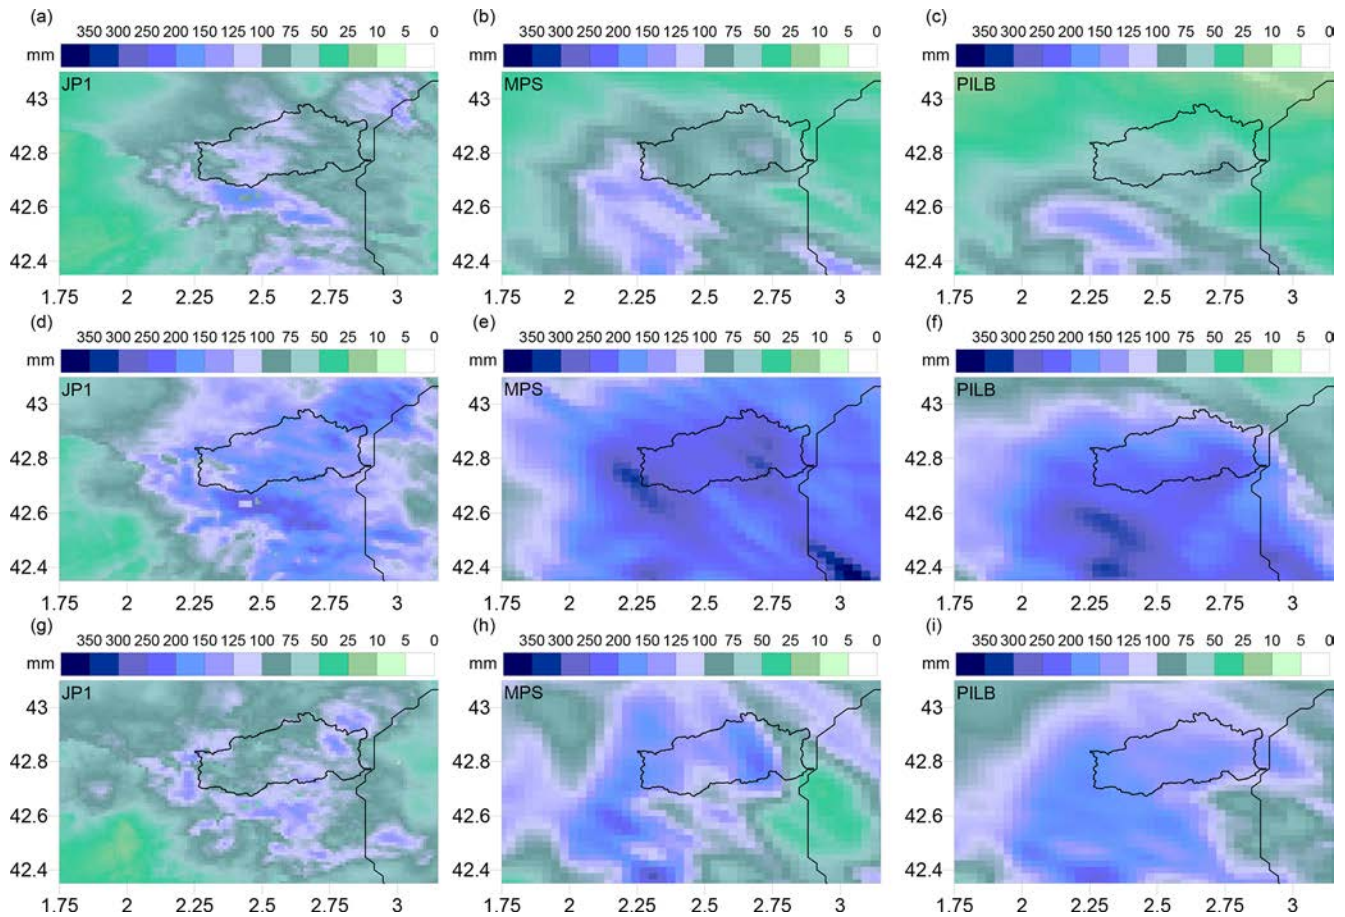 (a) (b) (c)
350 300 250 200 150 125 100 75 50 25 10 5 0 350 300 250 200 150 125 100 75 50 25 10 5 0 350 300 250 200 150 125 100 75 50 25 10 5 0
mm mm mm
JP1 MPS PILB
43 43 43
42.8 42.8 42.8
42.6 42.6 42.6
42.4 42.4 42.4
1.75 2 2.25 2.5 2.75 3 1.75 2 2.25 2.5 2.75 3 1.75 2 2.25 2.5 2.75 3
(d) (e) (f)
350 300 250 200 150 125 100 75 50 25 10 5 0 350 300 250 200 150 125 100 75 50 25 10 5 0 350 300 250 200 150 125 100 75 50 25 10 5 0
mm mm mm
JP1 MPS PILB
43 43 43
42.8 42.8 42.8
42.6 42.6 42.6
42.4 42.4 42.4
1.75 2 2.25 2.5 2.75 3 1.75 2 2.25 2.5 2.75 3 1.75 2 2.25 2.5 2.75 3
(g) (h) (i)
350 300 250 200 150 125 100 75 50 25 10 5 0 350 300 250 200 150 125 100 75 50 25 10 5 0 350 300 250 200 150 125 100 75 50 25 10 5 0
mm mm mm
JP1 MPS PILB
43 43 43
42.8 42.8 42.8
42.6 42.6 42.6
42.4 42.4 42.4
1.75 2 2.25 2.5 2.75 3 1.75 2 2.25 2.5 2.75 3 1.75 2 2.25 2.5 2.75 3